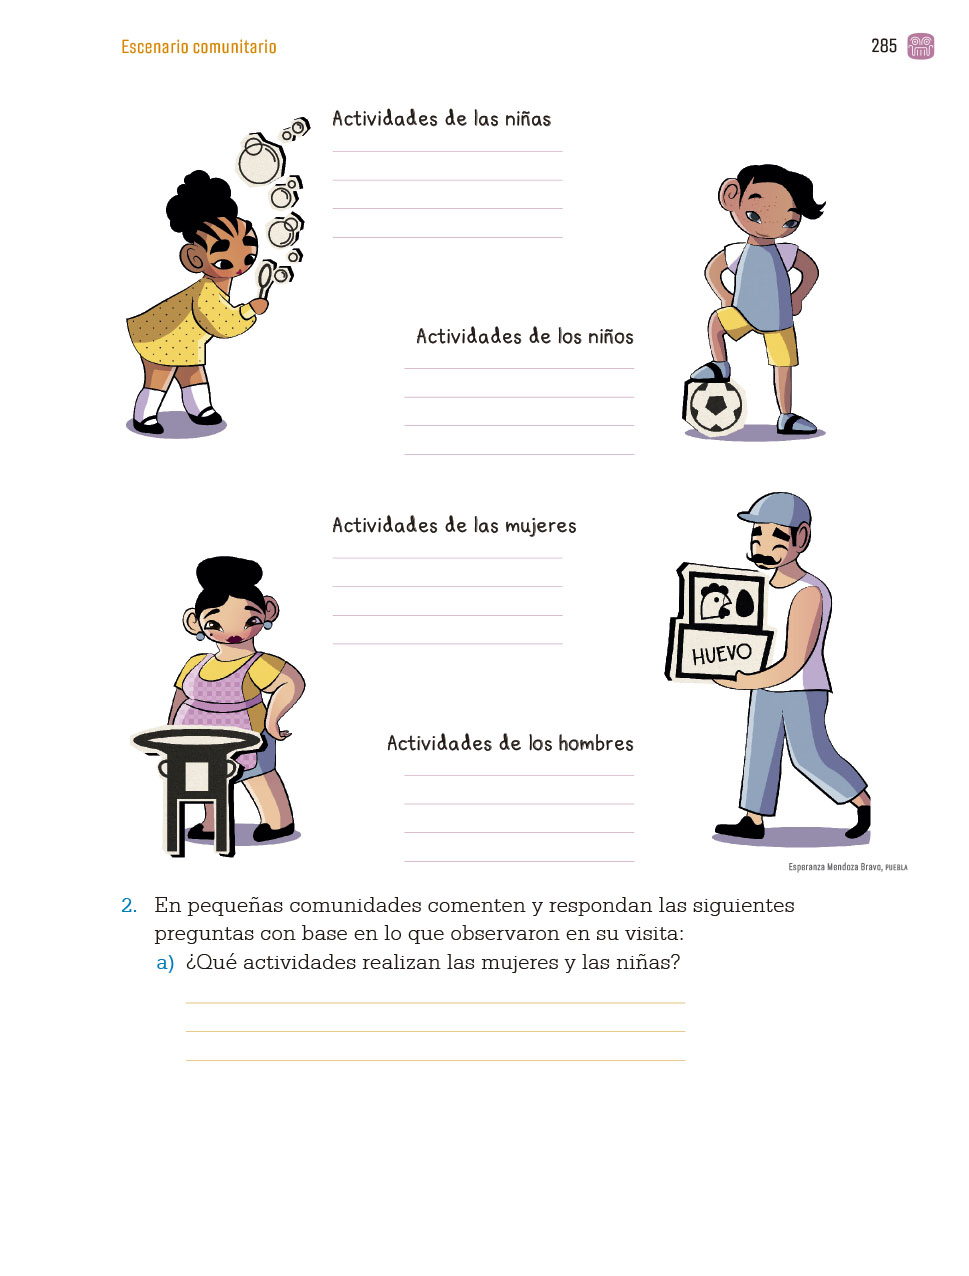 Escenario comunitario
285
Actividades de las niñas
Actividades de los niños
Actividades de las mujeres
HUEVO
Actividades de los hombres
Esperanza Mendoza Bravo, PUEBLA
2. En pequeñas comunidades comenten y respondan las siguientes
preguntas con base en lo que observaron en su visita:
a) ¿Qué actividades realizan las mujeres y las niñas?